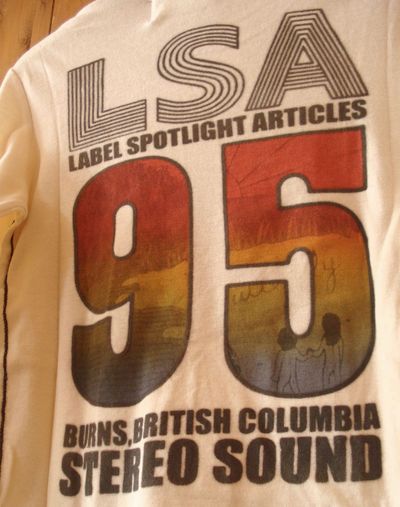 LSA
LABEL SPOTLIGHT ARTICLES
95
BURNS, BRITISH COLUMBIA
STEREO SOUND